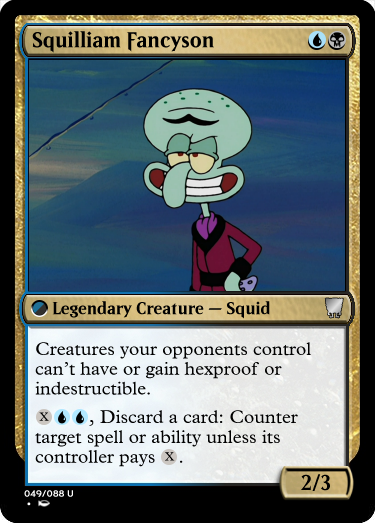 Squilliam Fancyson
Legendary Creature — Squid
Creatures your opponents control
can't have or gain hexproof or
indestructible.
X, Discard a card: Counter
target spell or ability unless its
controller pays X.
2/3
049/088 U